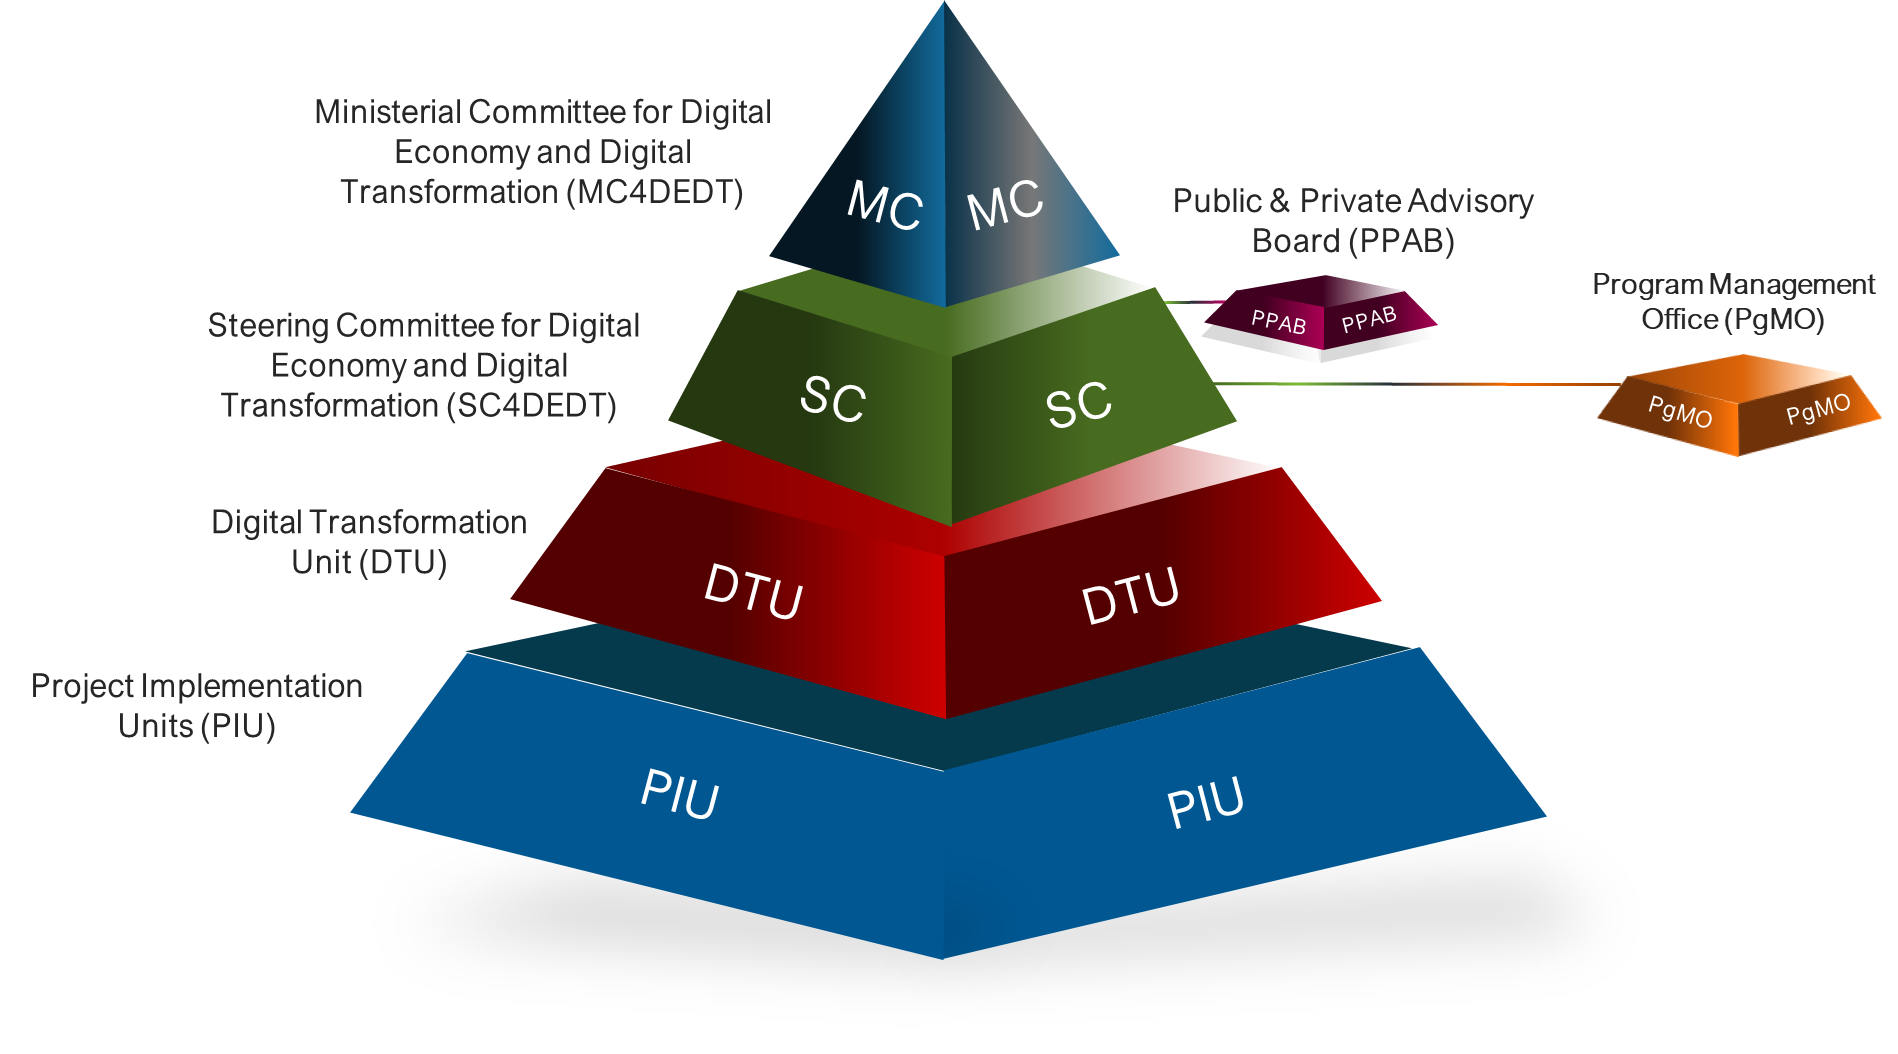 Ministerial Committee for Digital
Economy and Digital
Transformation (MC4DEDT)
MC MC
Public & Private Advisory
Board (PPAB)
PPAB PPAB
Program Management
Office (PgMO)
PgMO PgMO
Steering Committee for Digital
Economy and Digital
Transformation (SC4DEDT)
SC SC
Digital Transformation
Unit (DTU)
DTU DTU
Project Implementation
Units (PIU)
PIU PIU